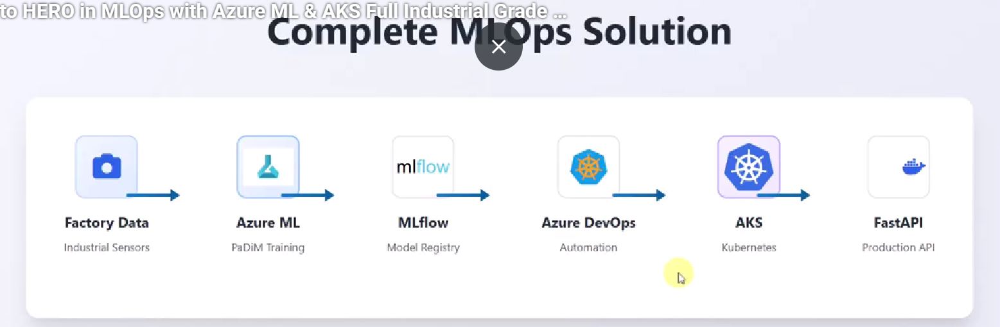 to HERO in MLOps with Azure ML & AKS Full Industrial Grade ...
Complete MLOps Solution
mlflow
Factory Data
Azure ML
MLflow
Azure DevOps
AKS
FastAPI
Industrial Sensors
PaDiM Training
Model Registry
Automation
Kubernetes
Production API